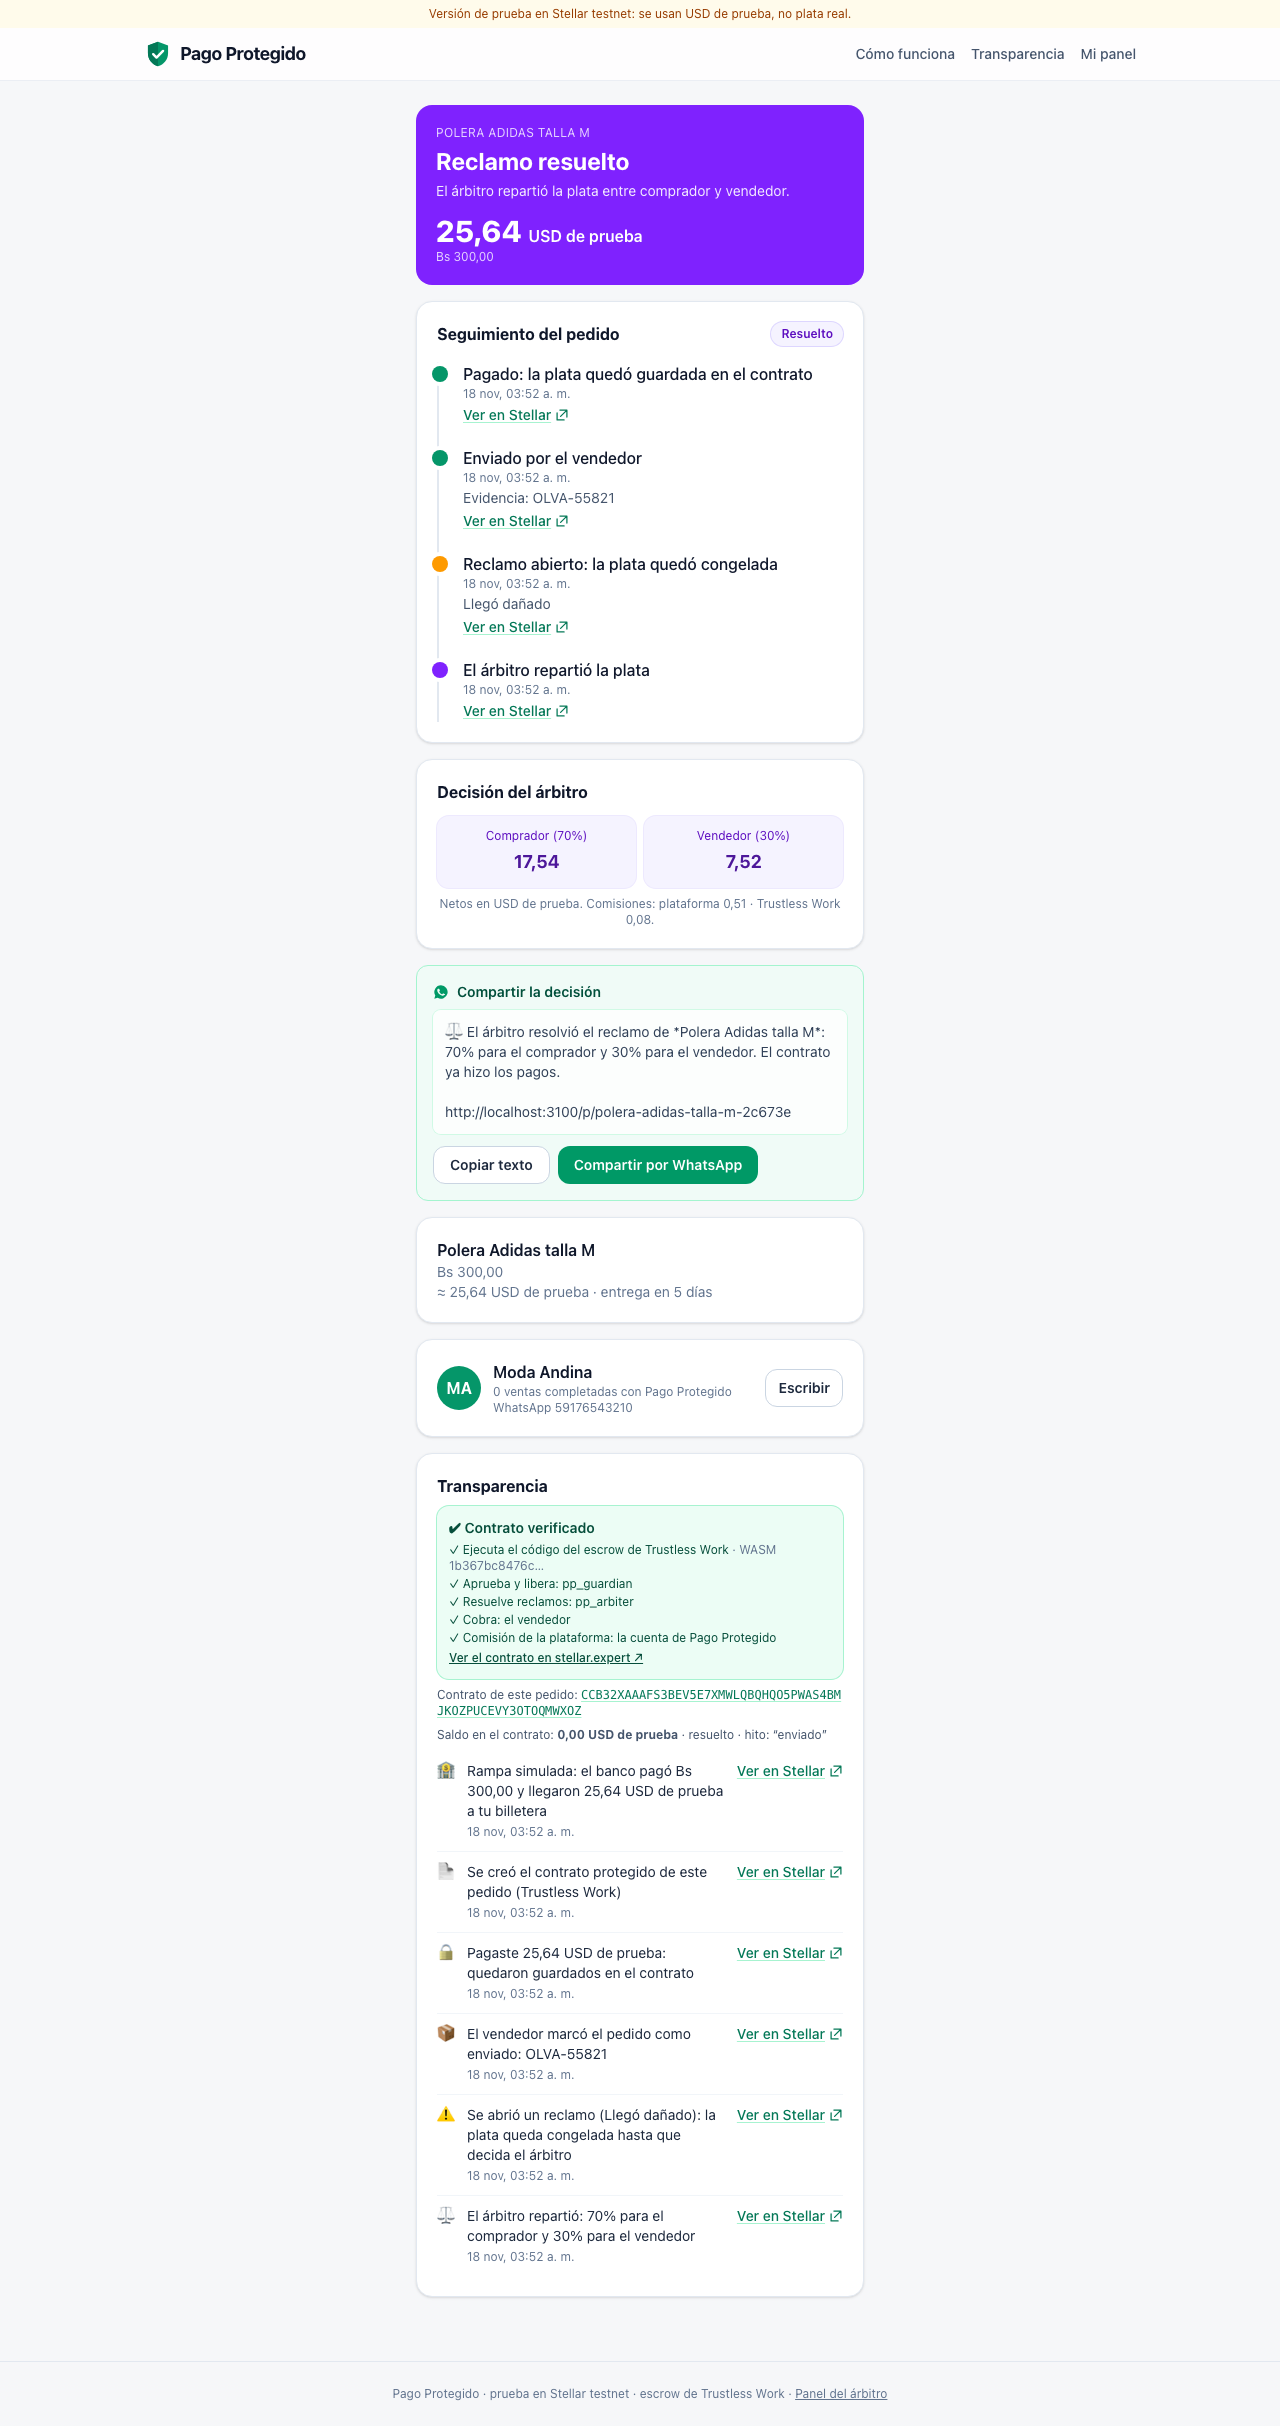 Versión de prueba en Stellar testnet: se usan USD de prueba, no plata real.
Pago Protegido
Cómo funciona
Transparencia
Mi panel
POLERA ADIDAS TALLA M
Reclamo resuelto
El árbitro repartió la plata entre comprador y vendedor.
25,64 USD de prueba
Bs 300,00
Seguimiento del pedido
Resuelto
Pagado: la plata quedó guardada en el contrato
18 nov, 03:52 a. m.
Ver en Stellar
Enviado por el vendedor
18 nov, 03:52 a. m.
Evidencia: OLVA-55821
Ver en Stellar
Reclamo abierto: la plata quedó congelada
18 nov, 03:52 a. m.
Llegó dañado
Ver en Stellar
El árbitro repartió la plata
18 nov, 03:52 a. m.
Ver en Stellar
Decisión del árbitro
Comprador (70%)
17,54
Vendedor (30%)
7,52
Netos en USD de prueba. Comisiones: plataforma 0,51 · Trustless Work
0,08.
Compartir la decisión
⚖️ El árbitro resolvió el reclamo de *Polera Adidas talla M*:
70% para el comprador y 30% para el vendedor. El contrato
ya hizo los pagos.
http://localhost:3100/p/polera-adidas-talla-m-2c673e
Copiar texto
Compartir por WhatsApp
Polera Adidas talla M
Bs 300,00
≈ 25,64 USD de prueba · entrega en 5 días
MA
Moda Andina
0 ventas completadas con Pago Protegido
WhatsApp 59176543210
Escribir
Transparencia
✔ Contrato verificado
✓ Ejecuta el código del escrow de Trustless Work · WASM
1b367bc8476c…
✓ Aprueba y libera: pp_guardian
✓ Resuelve reclamos: pp_arbiter
✓ Cobra: el vendedor
✓ Comisión de la plataforma: la cuenta de Pago Protegido
Ver el contrato en stellar.expert ↗
Contrato de este pedido: CCB32XAAAFS3BEV5E7XMWLQBQHQO5PWAS4BM
JKOZPUCEVY3OTOQMWXOZ
Saldo en el contrato: 0,00 USD de prueba · resuelto · hito: “enviado”
Rampa simulada: el banco pagó Bs
300,00 y llegaron 25,64 USD de prueba
a tu billetera
18 nov, 03:52 a. m.
Ver en Stellar
Se creó el contrato protegido de este
pedido (Trustless Work)
18 nov, 03:52 a. m.
Ver en Stellar
Pagaste 25,64 USD de prueba:
quedaron guardados en el contrato
18 nov, 03:52 a. m.
Ver en Stellar
El vendedor marcó el pedido como
enviado: OLVA-55821
18 nov, 03:52 a. m.
Ver en Stellar
Se abrió un reclamo (Llegó dañado): la
plata queda congelada hasta que
decida el árbitro
18 nov, 03:52 a. m.
Ver en Stellar
El árbitro repartió: 70% para el
comprador y 30% para el vendedor
18 nov, 03:52 a. m.
Ver en Stellar
Pago Protegido · prueba en Stellar testnet · escrow de Trustless Work · Panel del árbitro